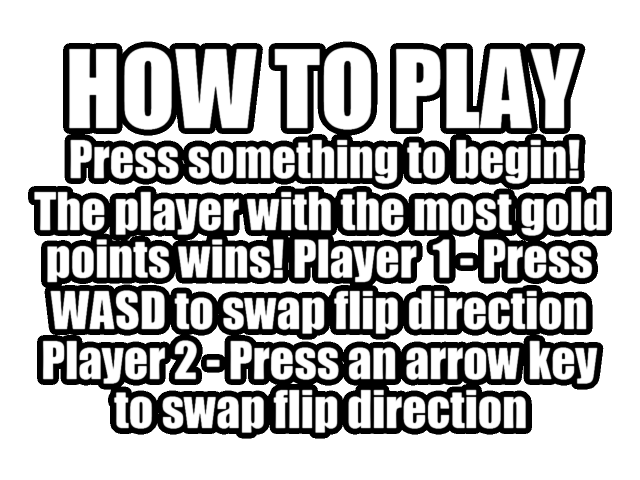 HOW TO PLAY
Press something to begin!
The player with the most gold
points wins! Player 1 - Press
WASD to swap flip direction
Player 2 - Press an arrow key
to swap flip direction